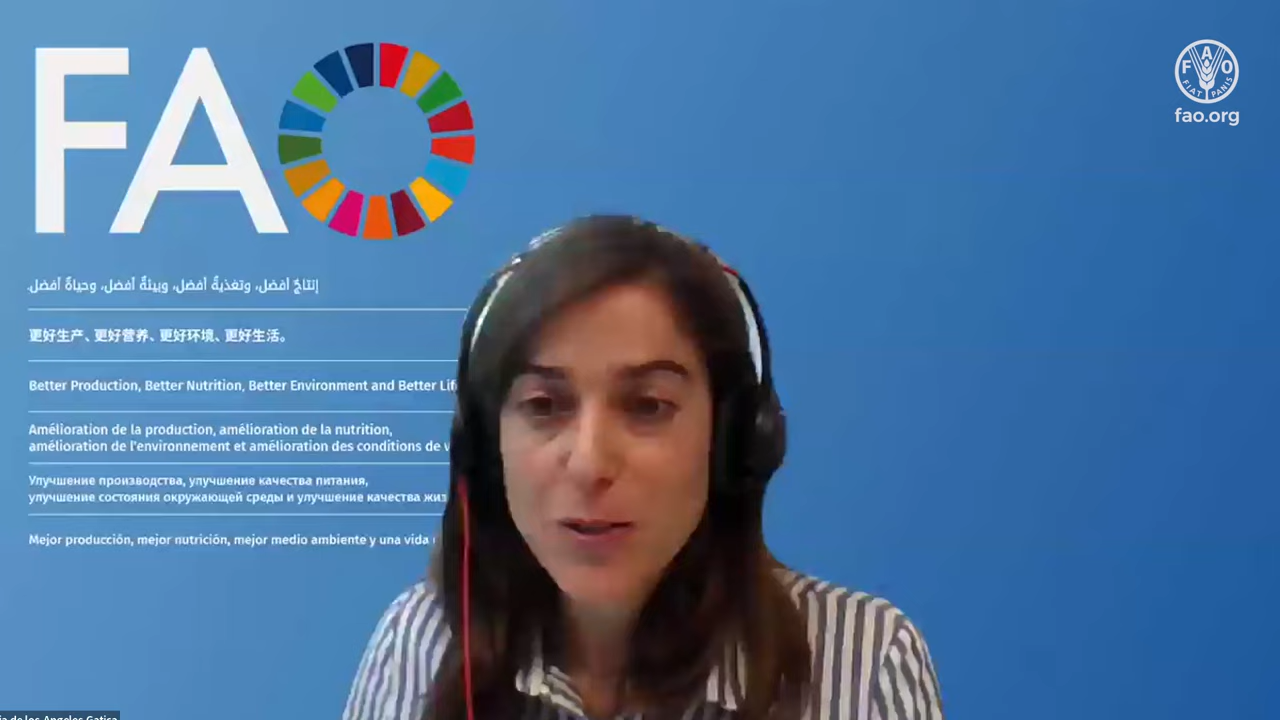 FAO
إنتاجٌ أفضل، وتغذيةٌ أفضل، وبيئةٌ أفضل، وحياةٌ أفضل.
更好生产、更好营养、更好环境、更好生活。
Better Production, Better Nutrition, Better Environment and Better Lif
Amélioration de la production, amélioration de la nutrition,
amélioration de l'environnement et amélioration des conditions de v
Улучшение производства, улучшение качества питания,
улучшение состояния окружающей среды и улучшение качества жиз
Mejor producción, mejor nutrición, mejor medio ambiente y una vida
FAO
FIAT PANIS
fao.org
de los Angeles Gatica